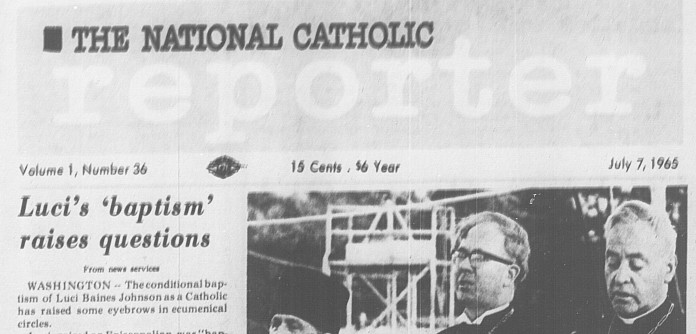 THE NATIONAL CATHOLIC
reporter
Volume 1, Number 36
15 Cents, $6 Year
July 7, 1965
Luci's 'baptism'
raises questions
From news services
WASHINGTON -- The conditional bap-
tism of Luci Baines Johnson as a Catholic
has raised some eyebrows in ecumenical
circles.